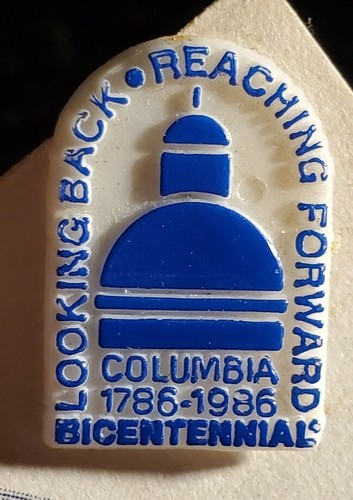 LOOKING BACK • REACHING FORWARD
COLUMBIA
1786-1986
BICENTENNIAL